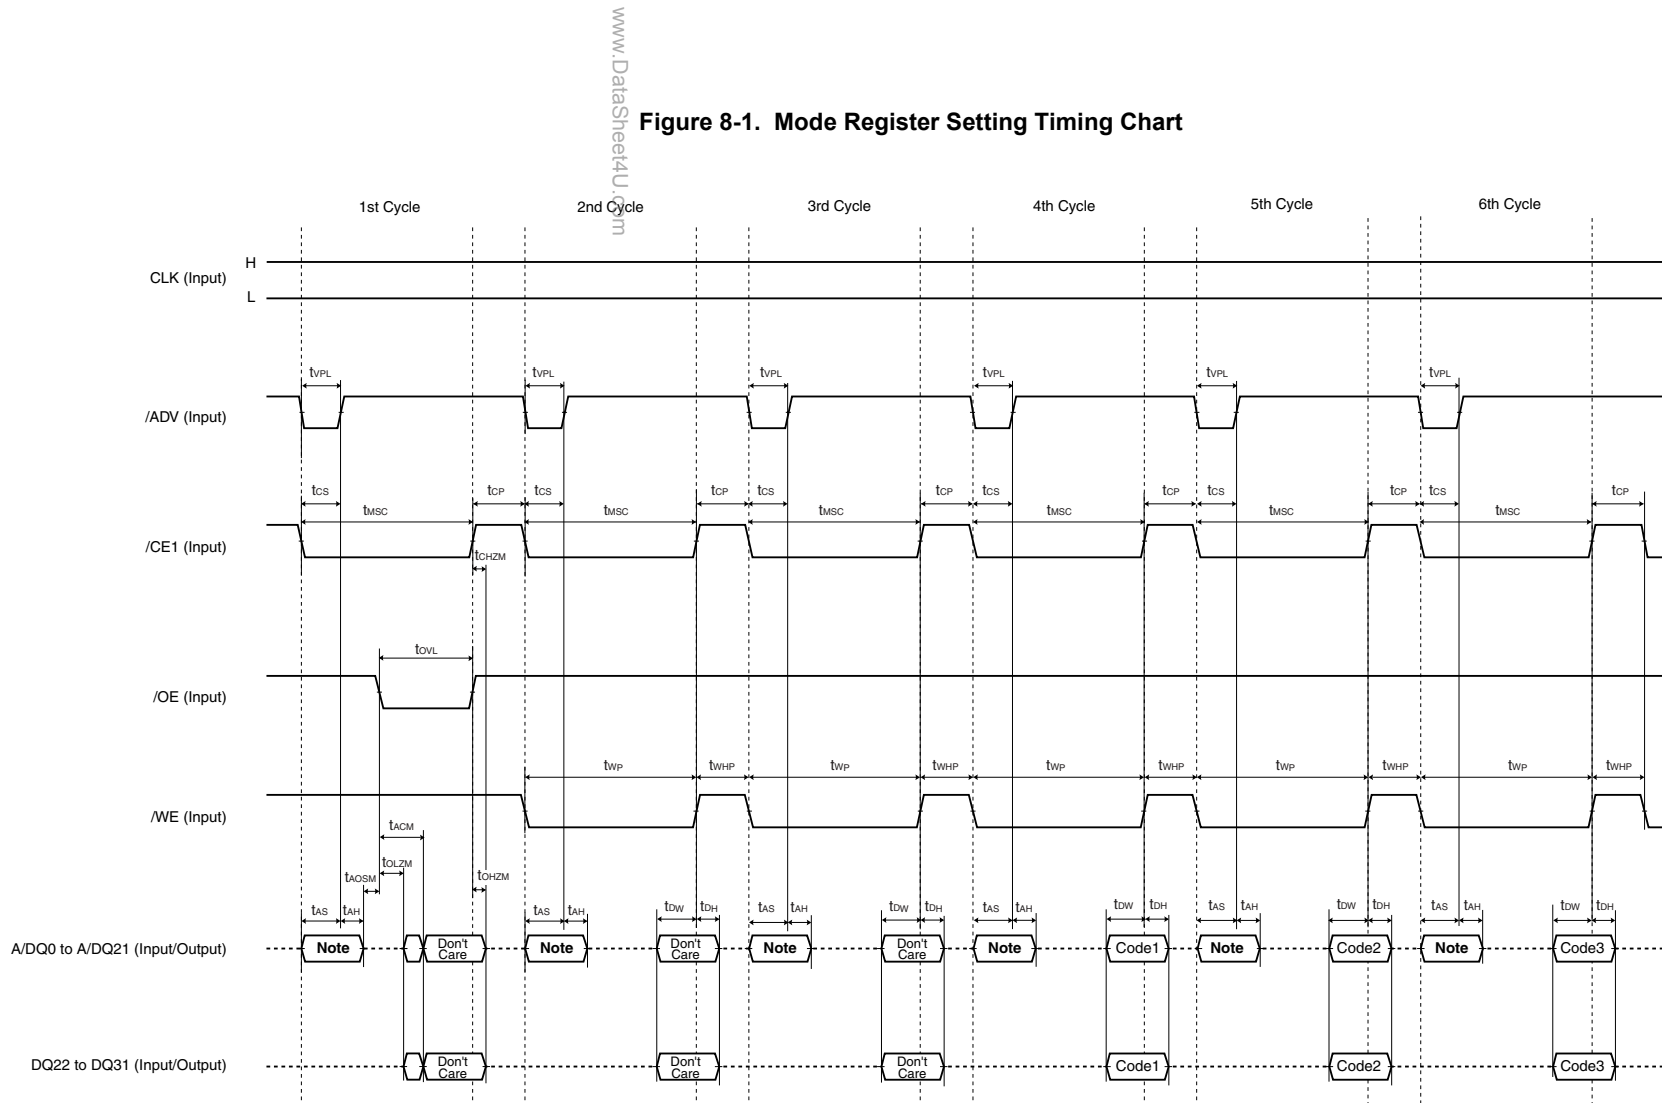 www.DataSheet4U.com
Figure 8-1. Mode Register Setting Timing Chart
1st Cycle 2nd Cycle 3rd Cycle 4th Cycle 5th Cycle 6th Cycle
H
CLK (Input)
L
tVPL tVPL tVPL tVPL tVPL tVPL
/ADV (Input)
tCS tCP tCS tCP tCS tCP tCS tCP tCS tCP tCS tCP
tMSC tMSC tMSC tMSC tMSC tMSC
/CE1 (Input)
tCHZM
tOVL
/OE (Input)
tWP tWHP tWP tWHP tWP tWHP tWP tWHP tWP tWHP
/WE (Input)
tACM
tOLZM
tAOSM tOHZM
tAS tAH tAS tAH tDW tDH tAS tAH tDW tDH tAS tAH tDW tDH tAS tAH tDW tDH tAS tAH tDW tDH
A/DQ0 to A/DQ21 (Input/Output) Note Don't Care Note Don't Care Note Don't Care Note Code1 Note Code2 Note Code3
DQ22 to DQ31 (Input/Output) Don't Care Don't Care Don't Care Code1 Code2 Code3